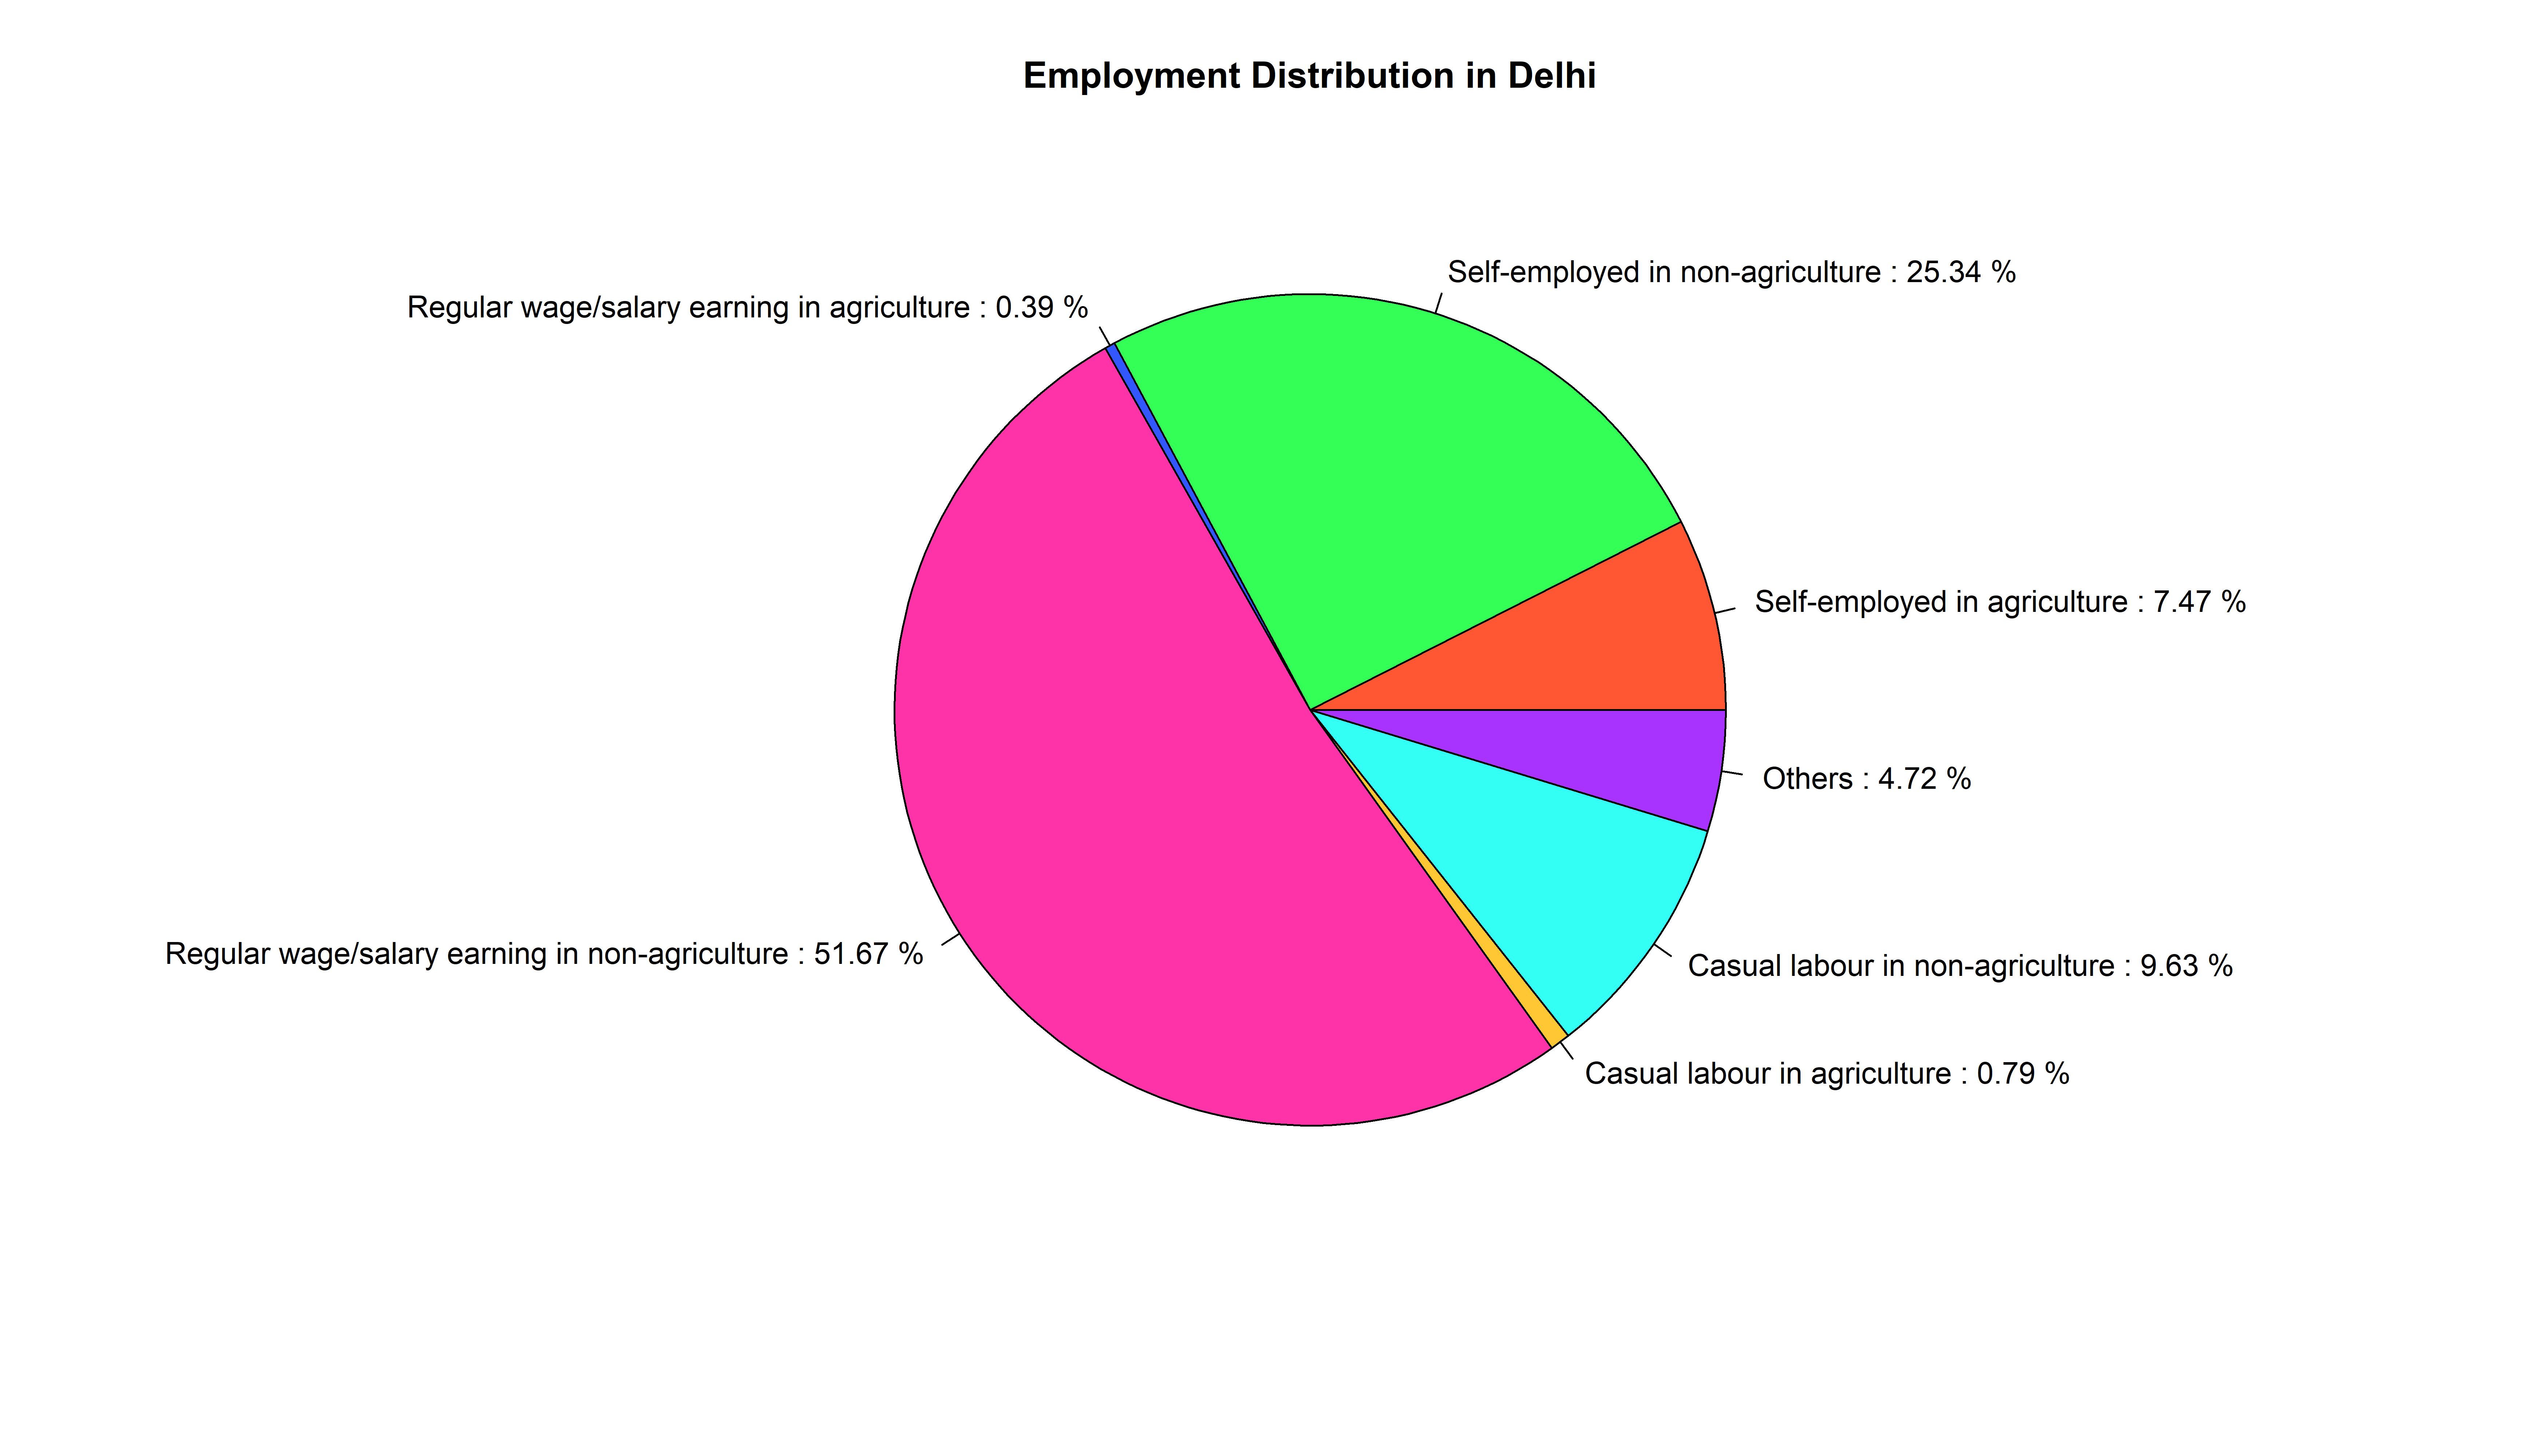 Employment Distribution in Delhi
Self-employed in non-agriculture : 25.34 %
Regular wage/salary earning in agriculture : 0.39 %
Self-employed in agriculture : 7.47 %
Others : 4.72 %
Regular wage/salary earning in non-agriculture : 51.67 %
Casual labour in non-agriculture : 9.63 %
Casual labour in agriculture : 0.79 %